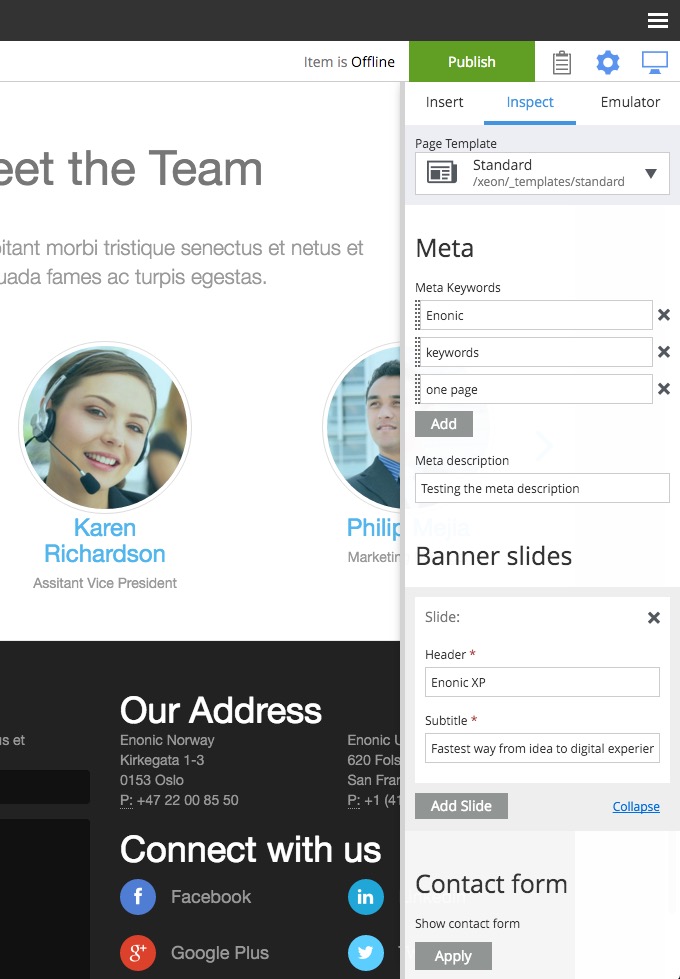 Item is Offline
Publish
Insert
Inspect
Emulator
Page Template
Standard
/xeon/_templates/standard
eet the Team
oitant morbi tristique senectus et netus et
uada fames ac turpis egestas.
Karen
Richardson
Assitant Vice President
Philip Mejie
Marketin
Our Address
us et
Enonic Norway
Kirkegata 1-3
0153 Oslo
P: +47 22 00 85 50
Enonic U
620 Fols
San Fran
P: +1 (41
Connect with us
Facebook
Google Plus
Meta
Meta Keywords
Enonic
keywords
one page
Add
Meta description
Testing the meta description
Banner slides
Slide:
Header *
Enonic XP
Subtitle *
Fastest way from idea to digital experier
Add Slide
Collapse
Contact form
Show contact form
Apply